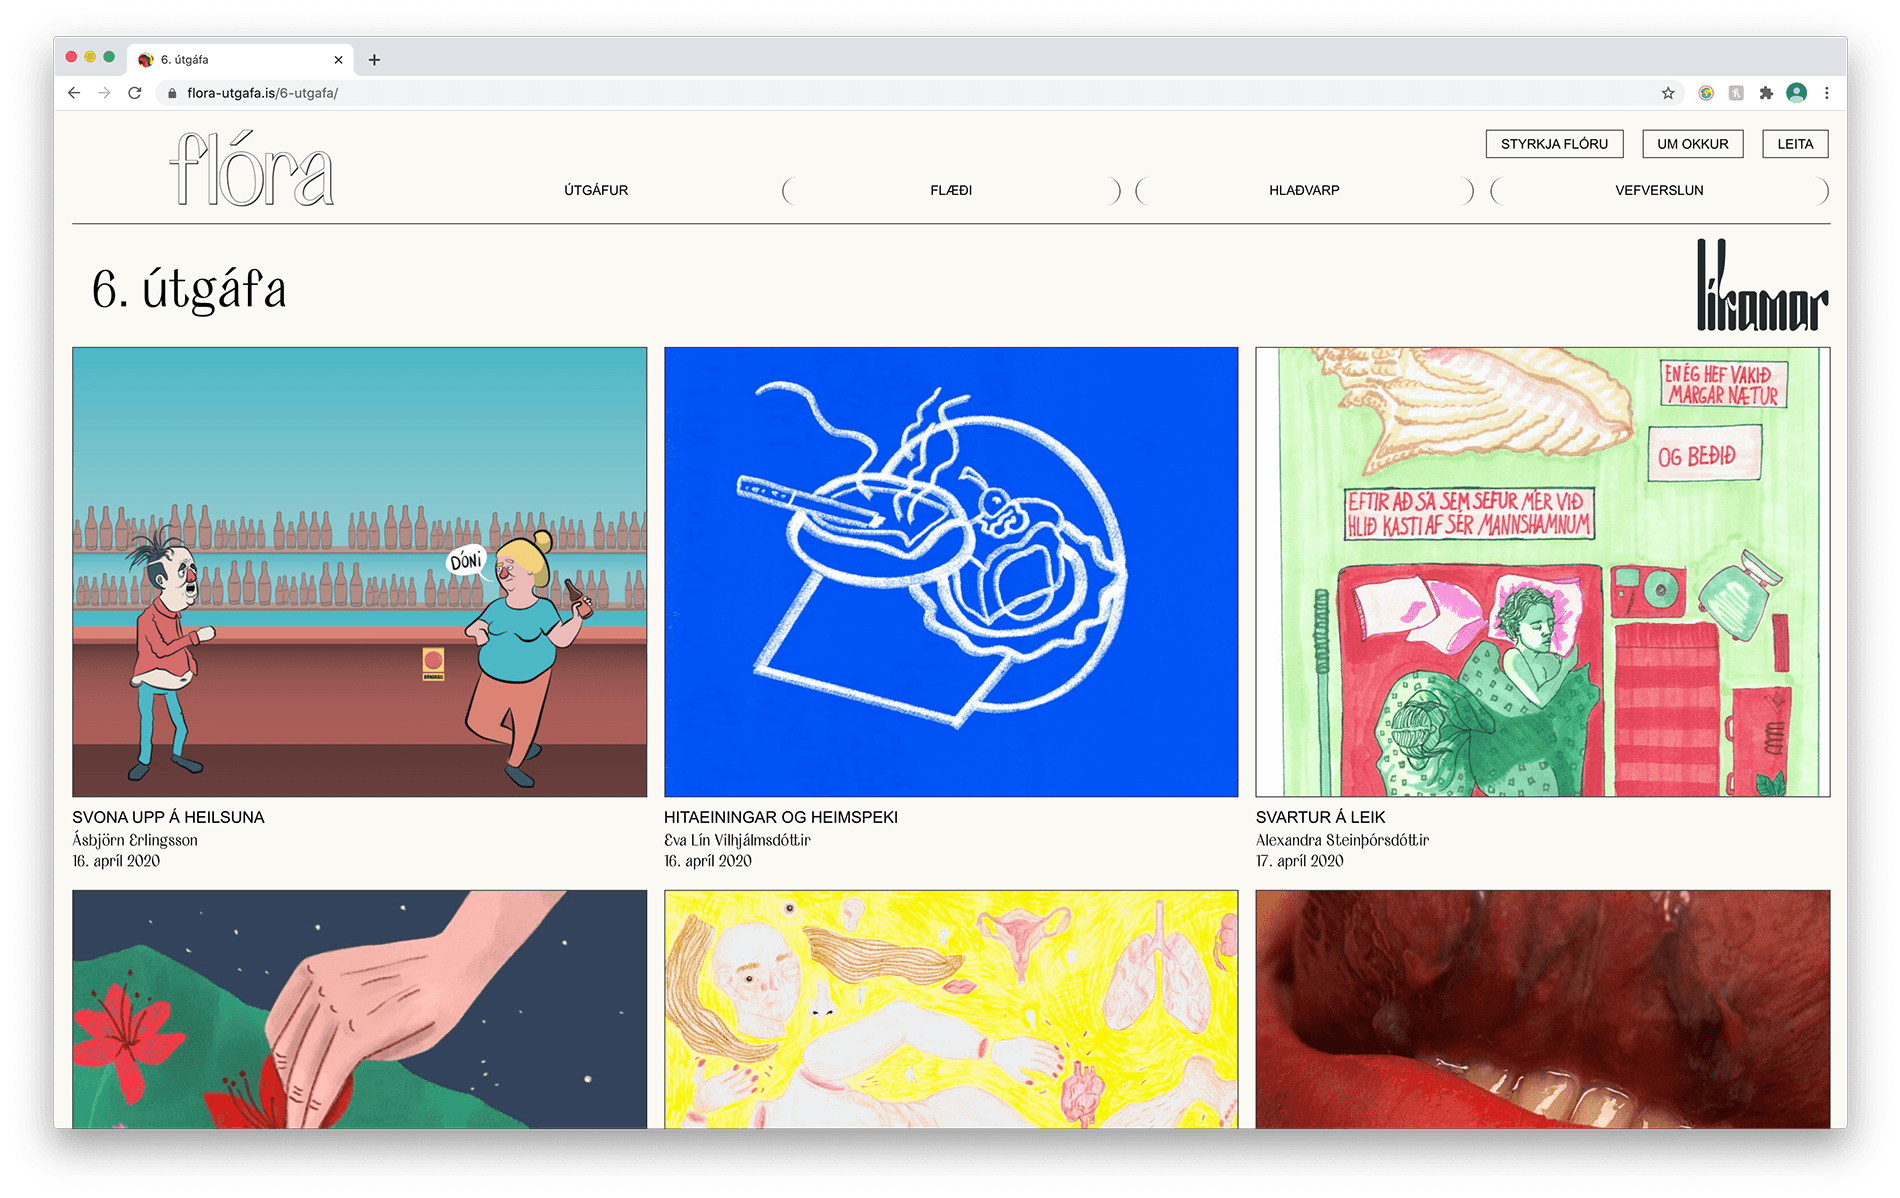 6. útgáfa
flora-utgafa.is/6-utgafa/
flóra
STYRKJA FLÓRU
UM OKKUR
LEITA
ÚTGÁFUR
FLÆÐI
HLAÐVARP
VEFVERSLUN
6. útgáfa
líkamar
DÓNI
EN ÉG HEF VAKIÐ
MARGAR NÆTUR
OG BEÐIÐ
EFTIR AÐ SÁ SEM SEFUR MÉR VIÐ
HLIÐ KASTI AF SÉR MANNSHAMNUM
SVONA UPP Á HEILSUNA
Ásbjörn Erlingsson
16. apríl 2020
HITAEININGAR OG HEIMSPEKI
Eva Lín Vilhjálmsdóttir
16. apríl 2020
SVARTUR Á LEIK
Alexandra Steinþórsdóttir
17. apríl 2020